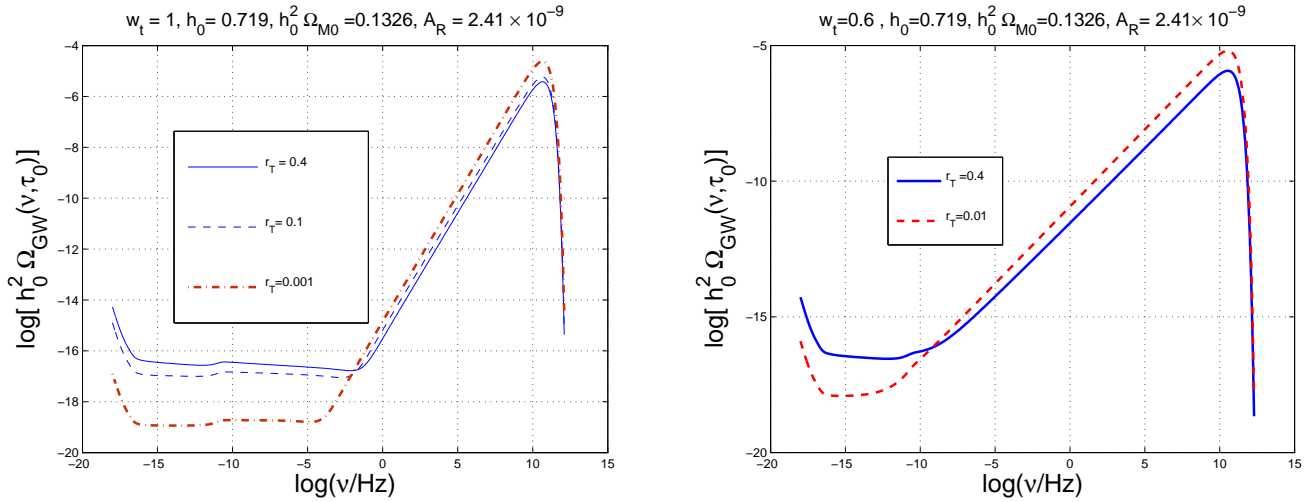 w_t = 1, h_0= 0.719, h_0^2 Ω_M0 =0.1326, A_R = 2.41× 10^-9
−4
−6
−8
−10
−12
−14
−16
−18
−20
log[ h_0^2 Ω_GW(ν,τ_0)]
r_T = 0.4
r_T = 0.1
r_T=0.001
−20 −15 −10 −5 0 5 10 15
log(ν/Hz)
w_t=0.6 , h_0=0.719, h_0^2 Ω_M0=0.1326, A_R = 2.41× 10^-9
−5
−10
−15
−20
log[ h_0^2 Ω_GW(ν,τ_0)]
r_T =0.4
r_T=0.01
−20 −15 −10 −5 0 5 10 15
log(ν/Hz)